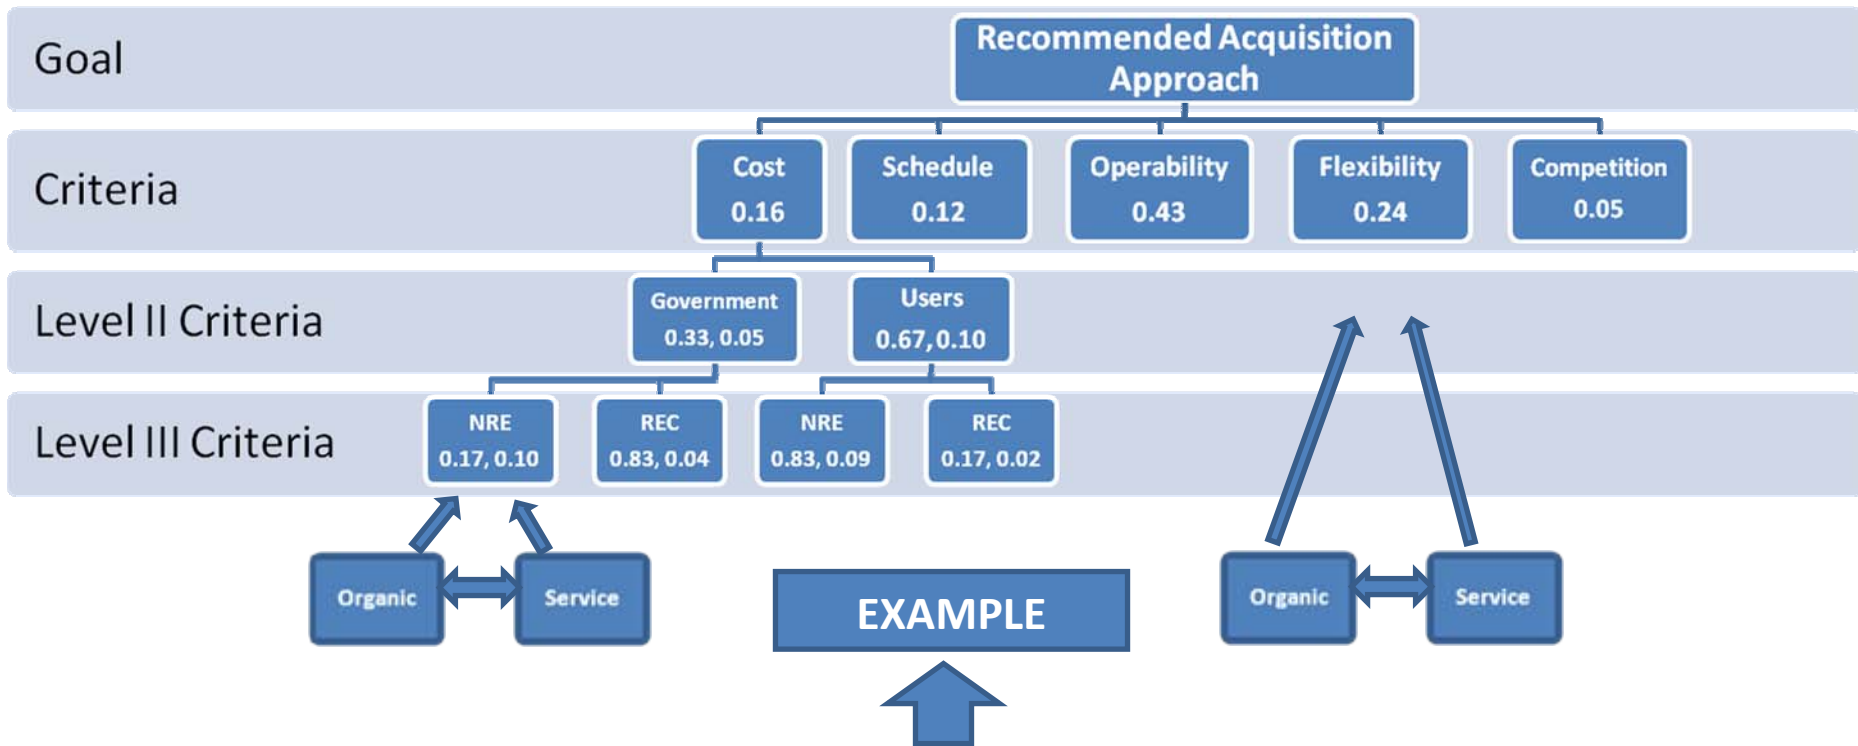 Goal
Recommended Acquisition
Approach
Criteria
Cost
0.16
Schedule
0.12
Operability
0.43
Flexibility
0.24
Competition
0.05
Level II Criteria
Government
0.33, 0.05
Users
0.67, 0.10
Level III Criteria
NRE
0.17, 0.10
REC
0.83, 0.04
NRE
0.83, 0.09
REC
0.17, 0.02
Organic
Service
EXAMPLE
Organic
Service